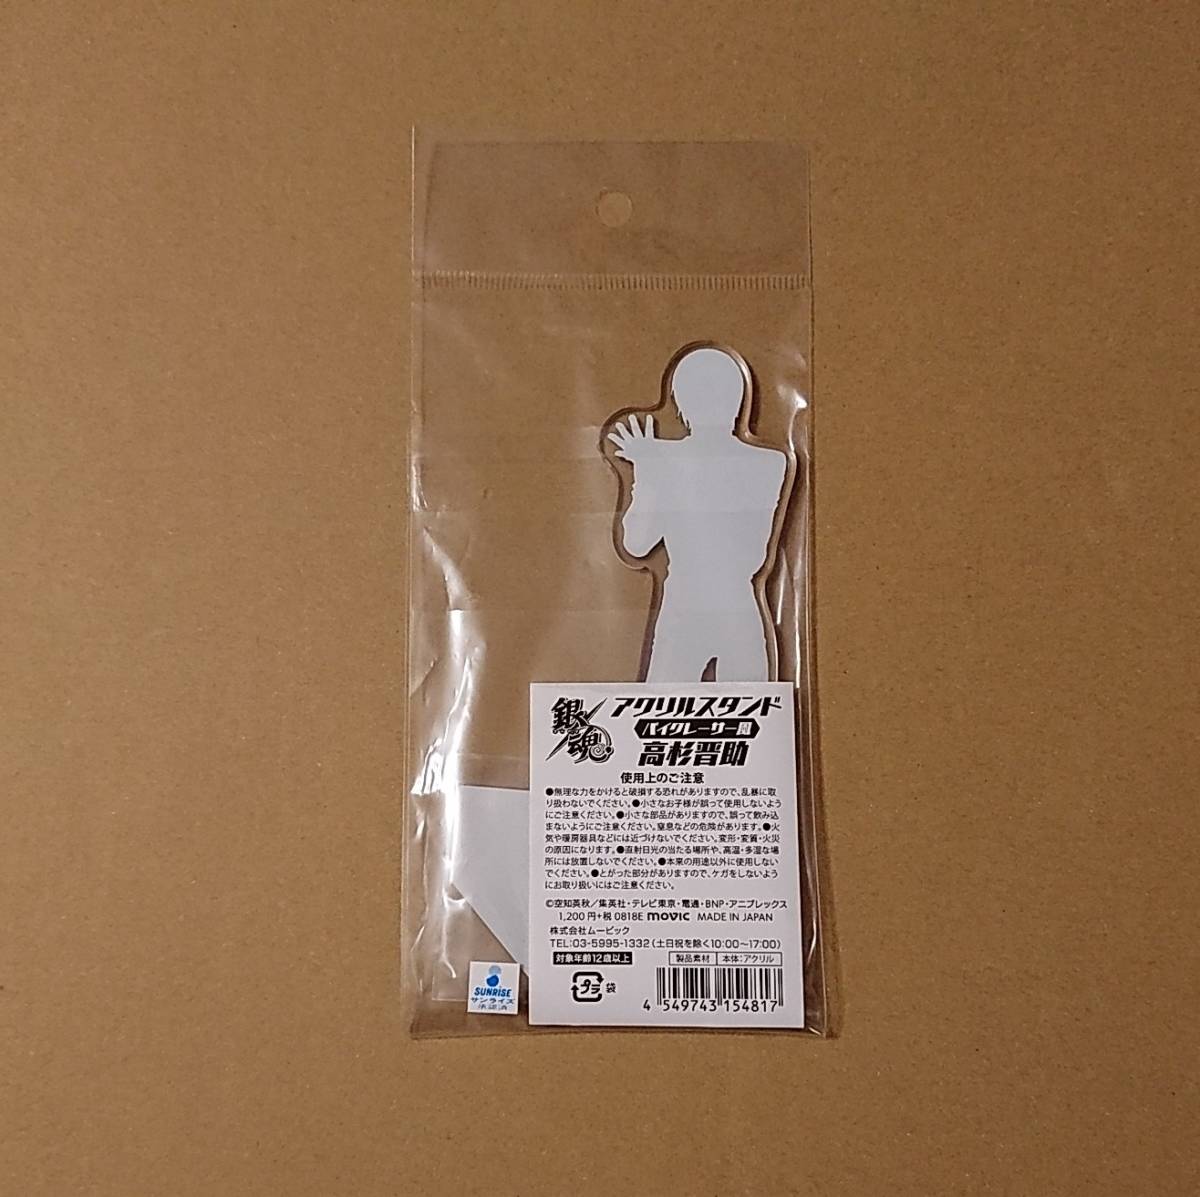 銀魂
アクリルスタンド
バイクレーサー風
高杉晋助
使用上のご注意
●無理な力をかけると破損する恐れがありますので、乱暴に取
り扱わないでください。●小さなお子様が誤って使用しないよう
にご注意ください。●小さな部品がありますので、誤って飲み込
まないようにご注意ください。窒息などの危険があります。●火
気や暖房器具などには近づけないでください。変形・変質・火災
の原因になります。●直射日光の当たる場所や、高温・多湿な場
所には放置しないでください。●本来の用途以外に使用しない
でください。●とがった部分がありますので、ケガをしないよう
にお取り扱いにはご注意ください。
©空知英秋／集英社・テレビ東京・電通・BNP・アニプレックス
1,200円+税 0818E movic MADE IN JAPAN
株式会社ムービック
TEL:03-5995-1332（土日祝を除く10:00～17:00）
対象年齢12歳以上 製品素材 本体：アクリル
プラ 袋
4 549743 154817
SUNRISE
サンライズ
承認済